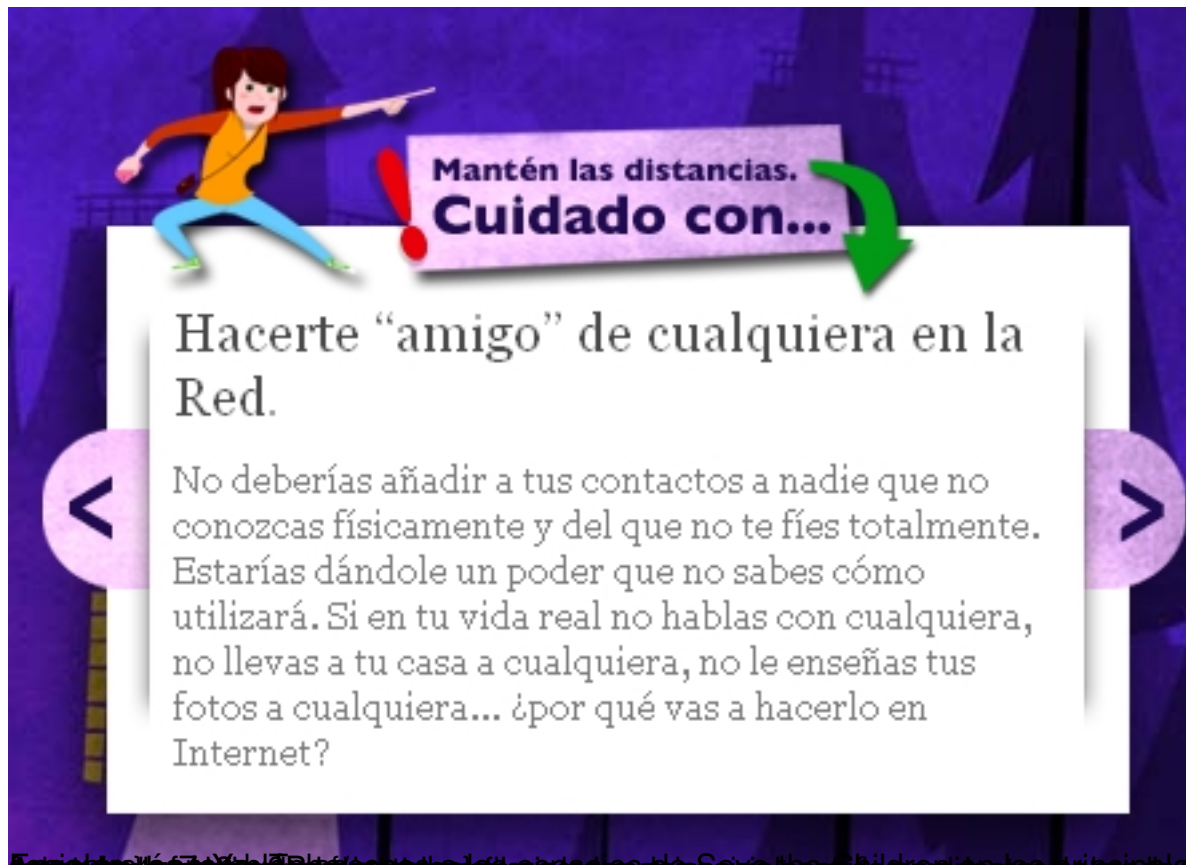 Mantén las distancias.
Cuidado con...
Hacerte “amigo” de cualquiera en la
Red.
No deberías añadir a tus contactos a nadie que no
conozcas físicamente y del que no te fíes totalmente.
Estarías dándole un poder que no sabes cómo
utilizará. Si en tu vida real no hablas con cualquiera,
no llevas a tu casa a cualquiera, no le enseñas tus
fotos a cualquiera... ¿por qué vas a hacerlo en
Internet?
<
>